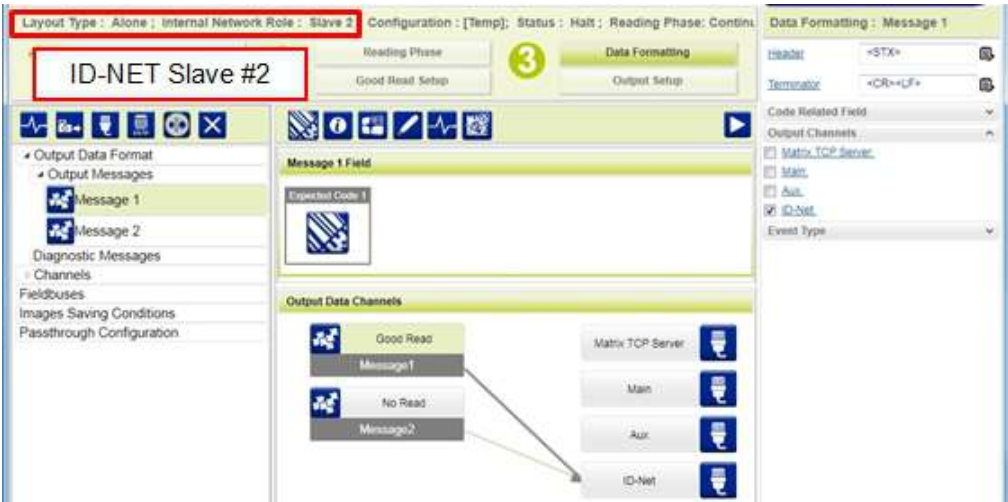 Layout Type : Alone ; Internal Network Role : Slave 2 Configuration : [Temp]; Status : Halt ; Reading Phase: Continu
ID-NET Slave #2
Reading Phase
Good Read Setup
3
Data Formatting
Output Setup
Output Data Format
Output Messages
Message 1
Message 2
Diagnostic Messages
Channels
Fieldbuses
Images Saving Conditions
Passthrough Configuration
Message 1 Field
Expected Code 1
Output Data Channels
Good Read
Message1
No Read
Message2
Matrix TCP Server
Main
Aux
ID-Net
Data Formatting : Message 1
Header <STX>
Terminator <CR><LF>
Code Related Field
Output Channels
Matrix TCP Server,
Main,
Aux,
ID-Net,
Event Type